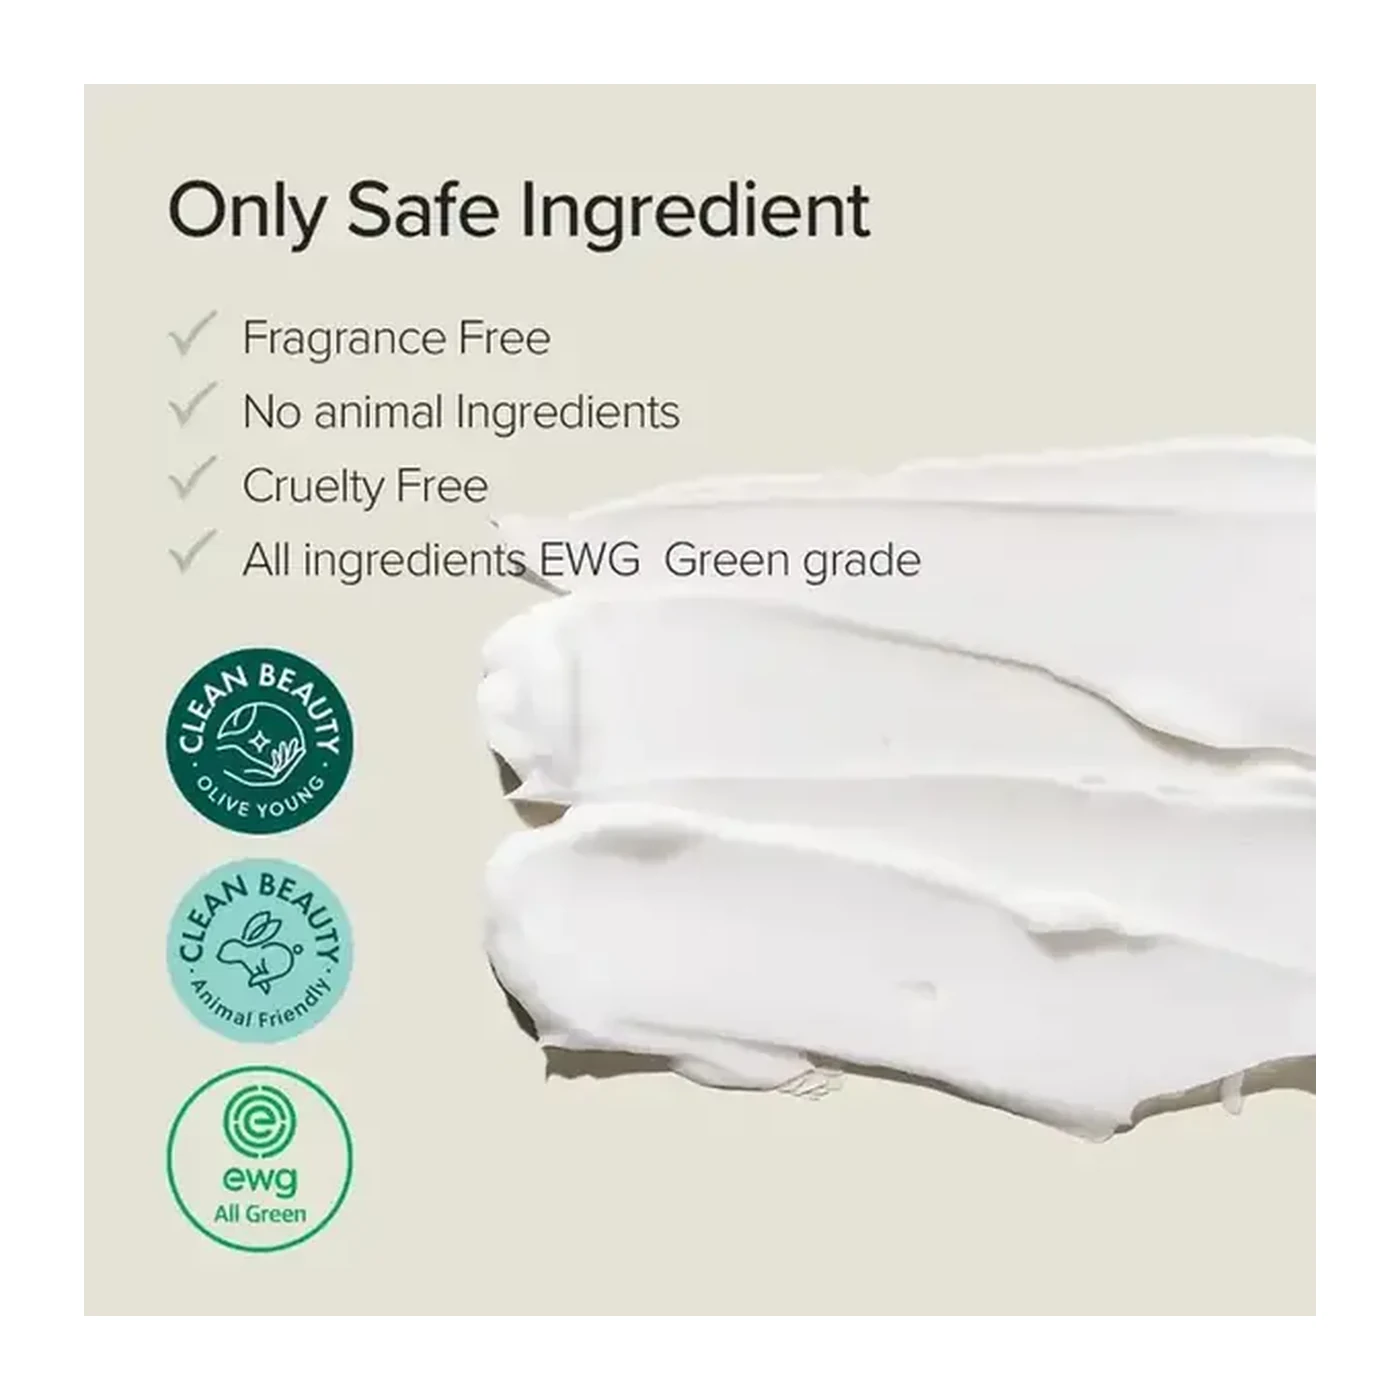 Only Safe Ingredient
Fragrance Free
No animal Ingredients
Cruelty Free
All ingredients EWG Green grade
CLEAN BEAUTY
OLIVE YOUNG
CLEAN BEAUTY
Animal Friendly
ewg
All Green